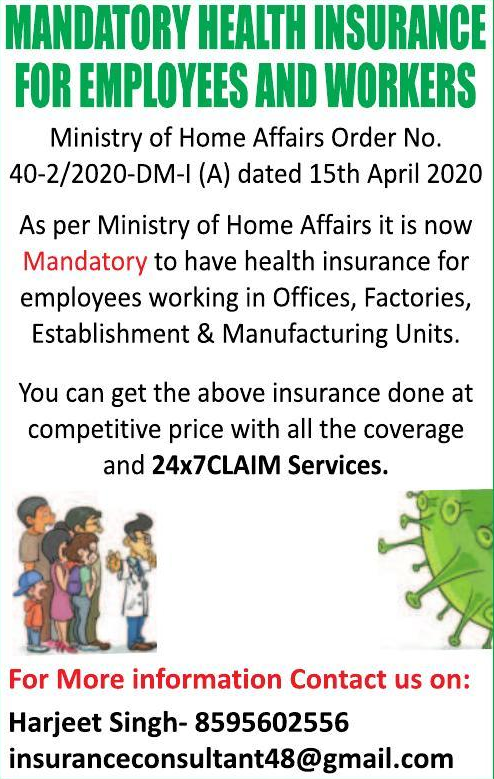 MANDATORY HEALTH INSURANCE
FOR EMPLOYEES AND WORKERS
Ministry of Home Affairs Order No.
40-2/2020-DM-I (A) dated 15th April 2020
As per Ministry of Home Affairs it is now
Mandatory to have health insurance for
employees working in Offices, Factories,
Establishment & Manufacturing Units.
You can get the above insurance done at
competitive price with all the coverage
and 24x7CLAIM Services.
For More information Contact us on:
Harjeet Singh- 8595602556
insuranceconsultant48@gmail.com